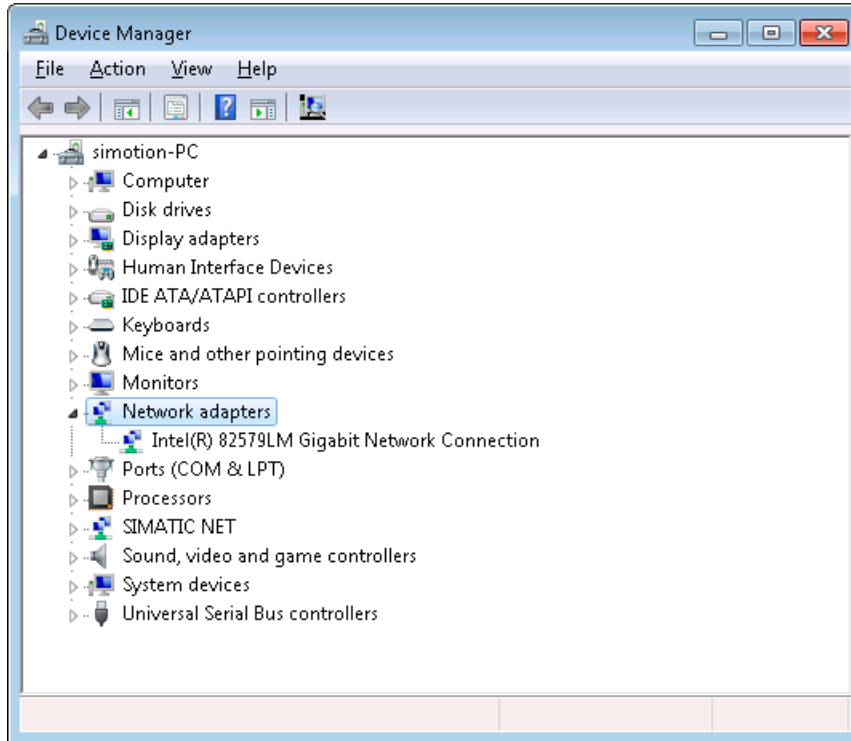 Device Manager
File Action View Help
simotion-PC
Computer
Disk drives
Display adapters
Human Interface Devices
IDE ATA/ATAPI controllers
Keyboards
Mice and other pointing devices
Monitors
Network adapters
Intel(R) 82579LM Gigabit Network Connection
Ports (COM & LPT)
Processors
SIMATIC NET
Sound, video and game controllers
System devices
Universal Serial Bus controllers